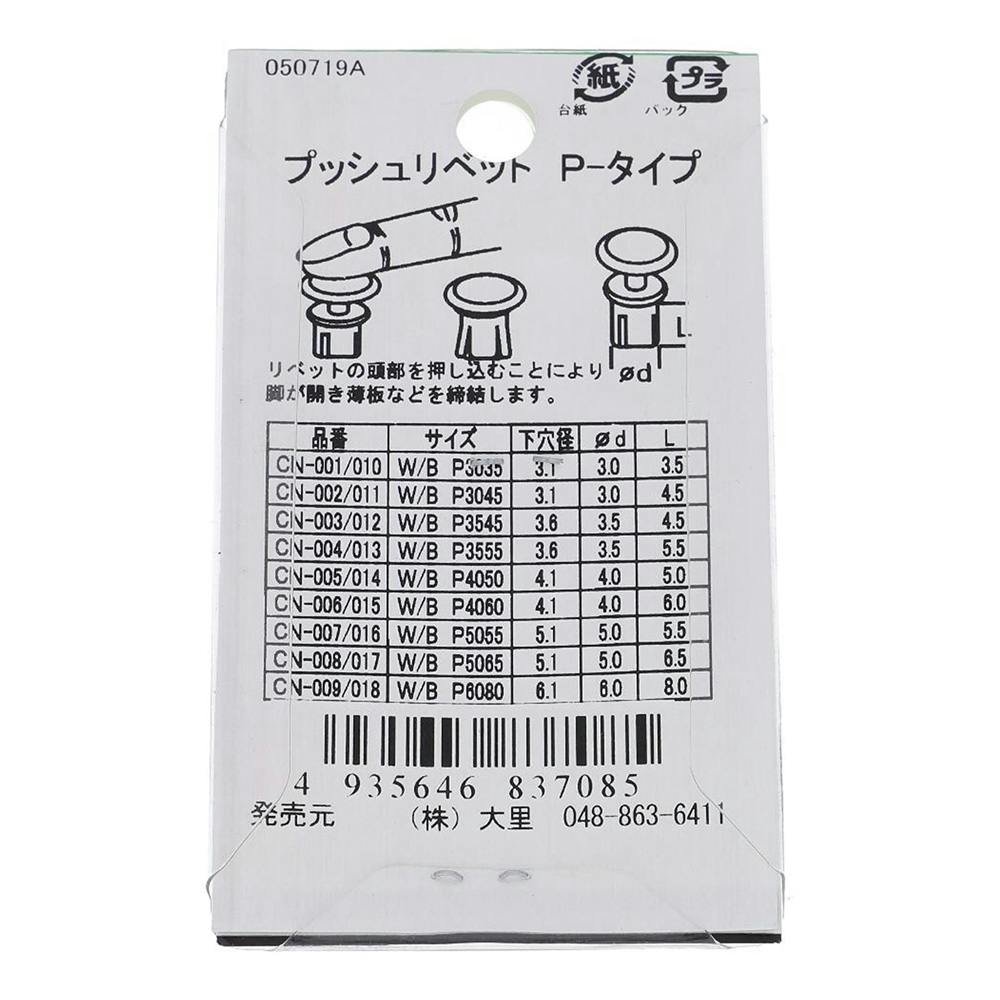 050719A
紙
プラ
台紙
パック
プッシュリベット P-タイプ
L
ød
リベットの頭部を押し込むことにより
脚が開き薄板などを締結します。
品番 サイズ 下穴径 ød L
CN-001/010 W/B P3035 3.1 3.0 3.5
CN-002/011 W/B P3045 3.1 3.0 4.5
CN-003/012 W/B P3545 3.6 3.5 4.5
CN-004/013 W/B P3555 3.6 3.5 5.5
CN-005/014 W/B P4050 4.1 4.0 5.0
CN-006/015 W/B P4060 4.1 4.0 6.0
CN-007/016 W/B P5055 5.1 5.0 5.5
CN-008/017 W/B P5065 5.1 5.0 6.5
CN-009/018 W/B P6080 6.1 6.0 8.0
4 935646 837085
発売元 (株) 大里 048-863-6411